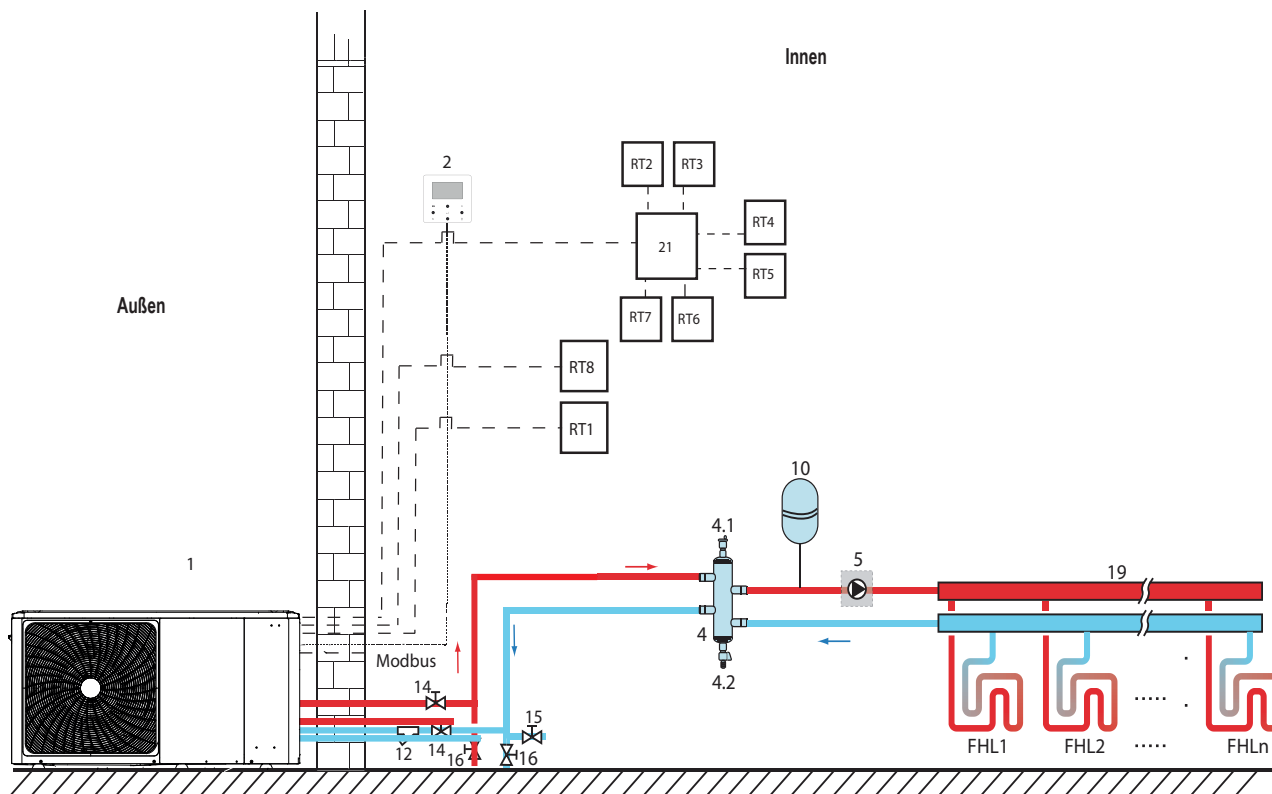 Innen
Außen
2
RT2
RT3
RT4
21
RT5
RT7
RT6
RT8
RT1
10
4.1
5
19
1
4
4.2
Modbus
14
15
12
14
16
16
FHL1
FHL2
.....
.....
FHLn